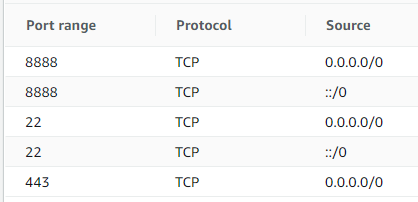 Port range Protocol Source
8888 TCP 0.0.0.0/0
8888 TCP ::/0
22 TCP 0.0.0.0/0
22 TCP ::/0
443 TCP 0.0.0.0/0